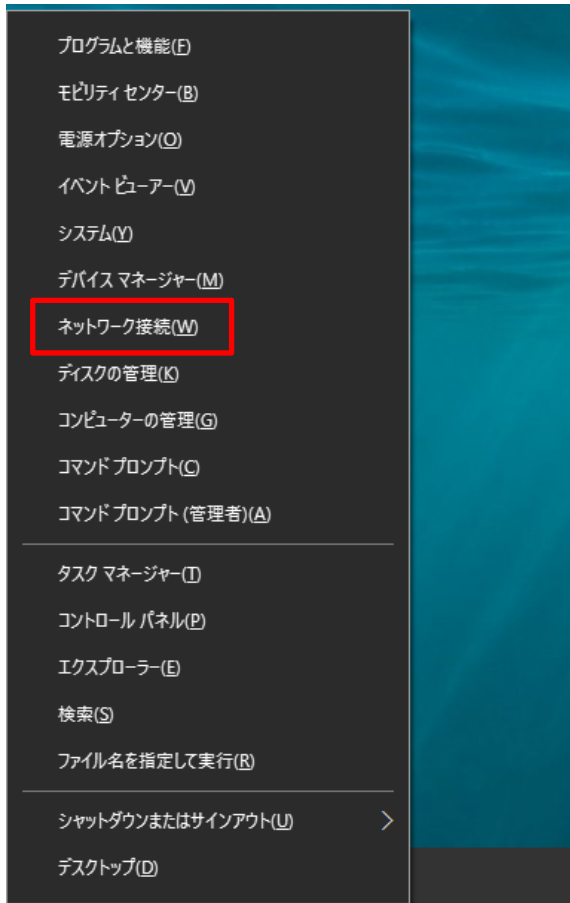 プログラムと機能(F)
モビリティ センター(B)
電源オプション(O)
イベント ビューアー(V)
システム(Y)
デバイス マネージャー(M)
ネットワーク接続(W)
ディスクの管理(K)
コンピューターの管理(G)
コマンド プロンプト(C)
コマンド プロンプト (管理者)(A)
タスク マネージャー(T)
コントロール パネル(P)
エクスプローラー(E)
検索(S)
ファイル名を指定して実行(R)
シャットダウンまたはサインアウト(U)
デスクトップ(D)